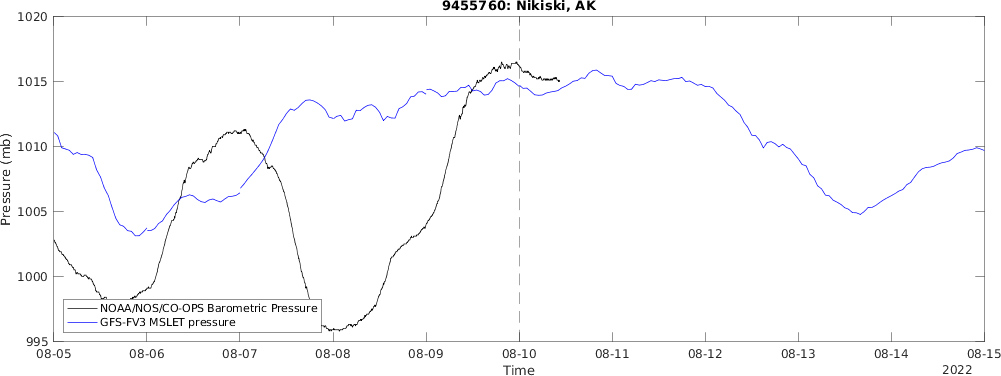 9455760: Nikiski, AK
1020
1015
1010
1005
1000
995
Pressure (mb)
NOAA/NOS/CO-OPS Barometric Pressure
GFS-FV3 MSLET pressure
08-05 08-06 08-07 08-08 08-09 08-10 08-11 08-12 08-13 08-14 08-15
Time
2022